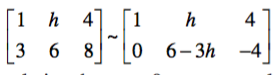 [1 h 4] ~ [1 h 4]
[3 6 8] [0 6−3h −4]